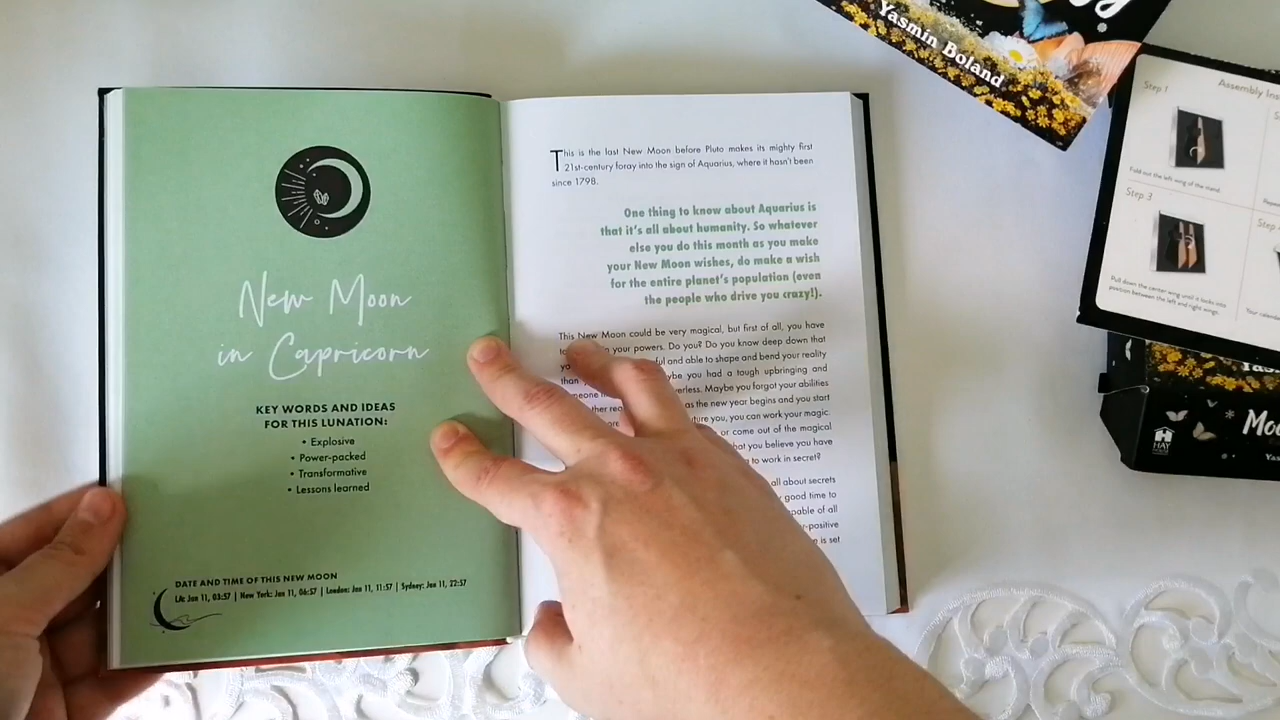 New Moon
in Capricorn
KEY WORDS AND IDEAS
FOR THIS LUNATION:
• Explosive
• Power-packed
• Transformative
• Lessons learned
DATE AND TIME OF THIS NEW MOON
LA: Jan 11, 03:57 | New York: Jan 11, 06:57 | London: Jan 11, 11:57 | Sydney: Jan 11, 22:57
This is the last New Moon before Pluto makes its mighty first
21st-century foray into the sign of Aquarius, where it hasn't been
since 1798.
One thing to know about Aquarius is
that it's all about humanity. So whatever
else you do this month as you make
your New Moon wishes, do make a wish
for the entire planet's population (even
the people who drive you crazy!).
This New Moon could be very magical, but first of all, you have
in your powers. Do you? Do you know deep down that
and able to shape and bend your reality
than you had a tough upbringing and
Maybe you forgot your abilities
as the new year begins and you start
you, you can work your magic.
or come out of the magical
what you believe you have
to work in secret?
all about secrets
good time to
of all
-positive
is set
Yasmin Boland
Step 1
Assembly
Fold out the left wing of the stand.
Step 3
Step
Pull down the center wing until it locks into
position between the left and right wings.
Your
HAY